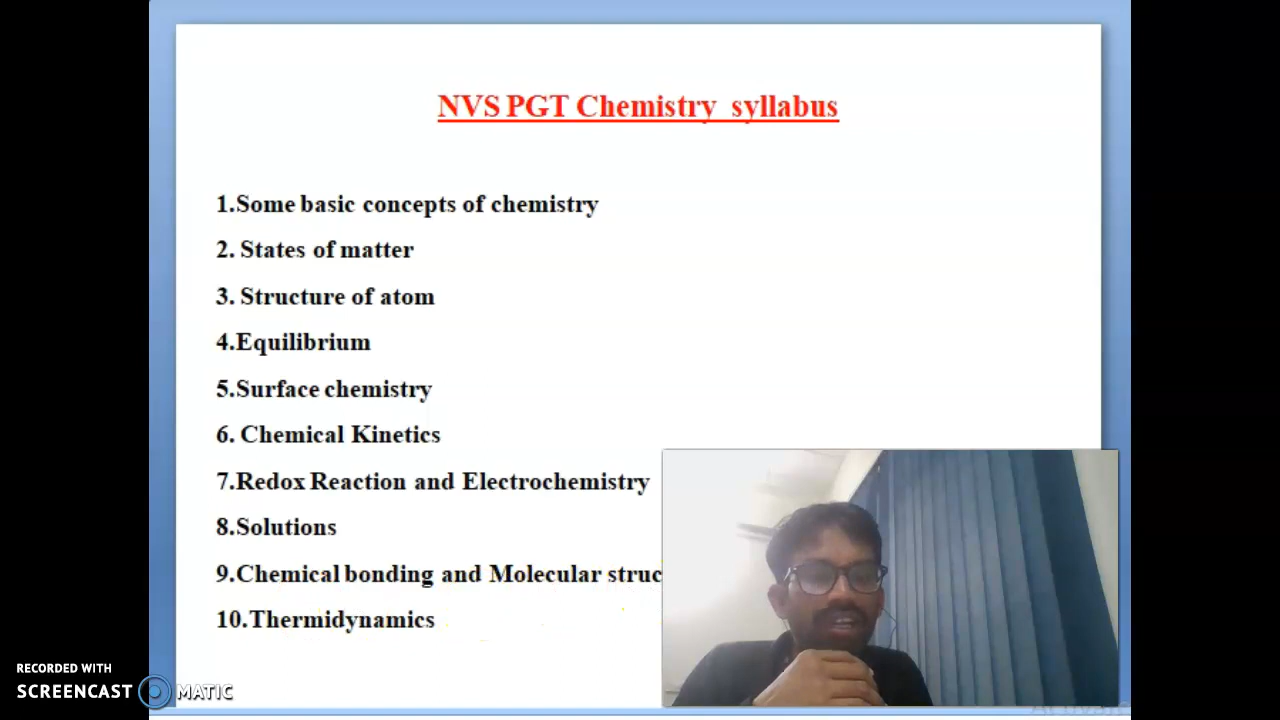 NVS PGT Chemistry syllabus
1.Some basic concepts of chemistry
2. States of matter
3. Structure of atom
4.Equilibrium
5.Surface chemistry
6. Chemical Kinetics
7.Redox Reaction and Electrochemistry
8.Solutions
9.Chemical bonding and Molecular struc
10.Thermidynamics
RECORDED WITH
SCREENCAST MATIC